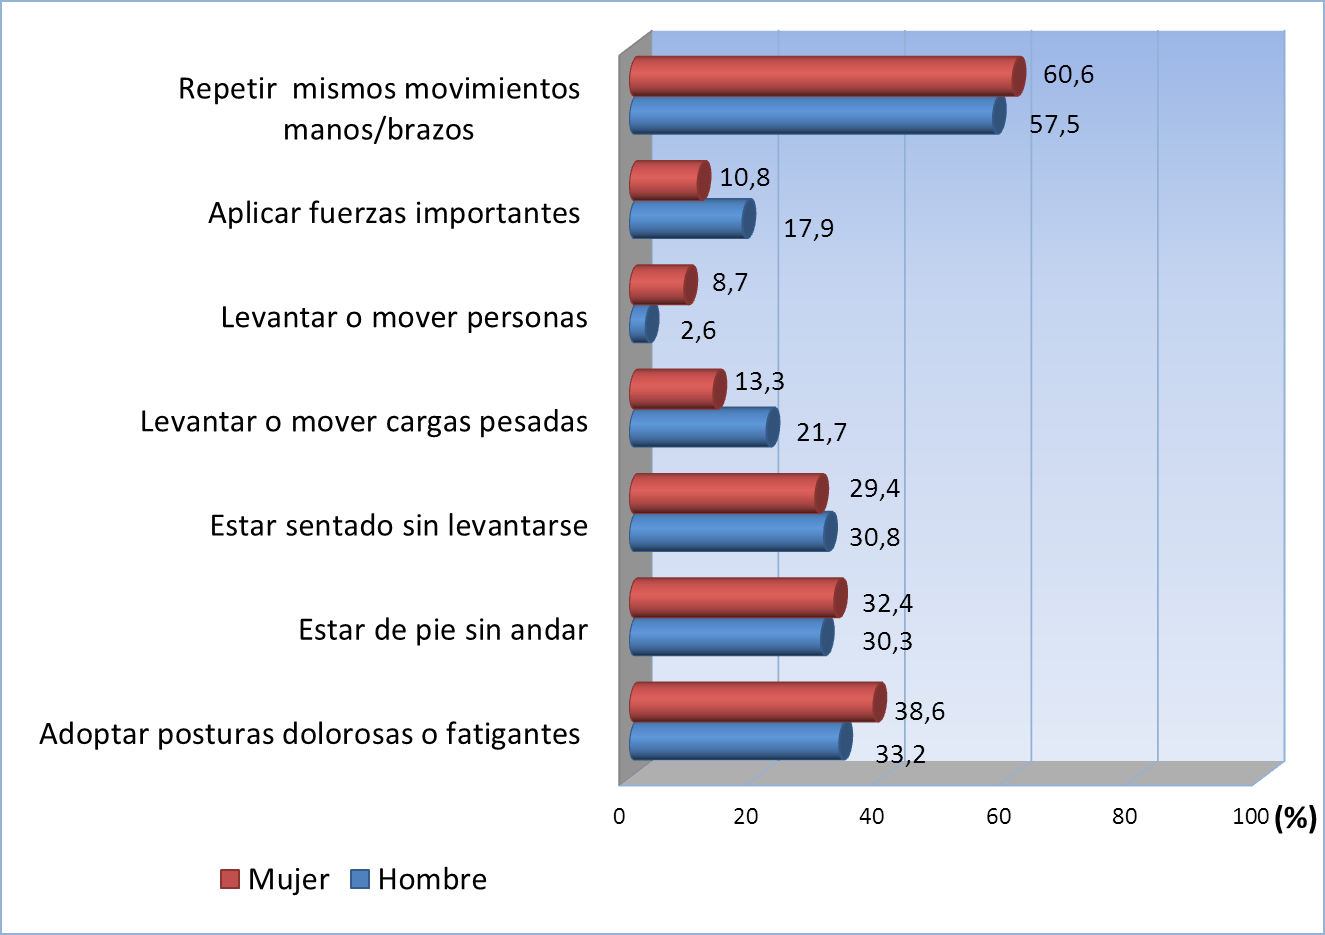 Repetir mismos movimientos
manos/brazos
60,6
57,5
Aplicar fuerzas importantes
10,8
17,9
Levantar o mover personas
8,7
2,6
Levantar o mover cargas pesadas
13,3
21,7
Estar sentado sin levantarse
29,4
30,8
Estar de pie sin andar
32,4
30,3
Adoptar posturas dolorosas o fatigantes
38,6
33,2
0 20 40 60 80 100 (%)
Mujer Hombre